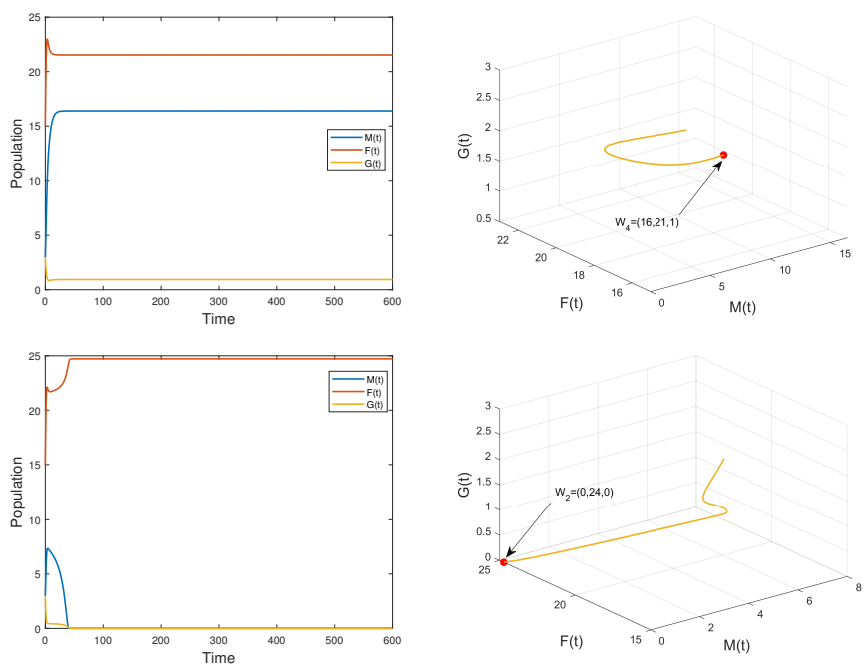 25
20
15
10
5
0
Population
0 100 200 300 400 500 600
Time
M(t)
F(t)
G(t)
3
2.5
2
1.5
1
0.5
G(t)
W4=(16,21,1)
22
20
18
16
F(t)
0
5
10
15
M(t)
25
20
15
10
5
0
Population
0 100 200 300 400 500 600
Time
M(t)
F(t)
G(t)
3
2.5
2
1.5
1
0.5
0
G(t)
W2=(0,24,0)
25
20
15
F(t)
0
2
4
6
8
M(t)